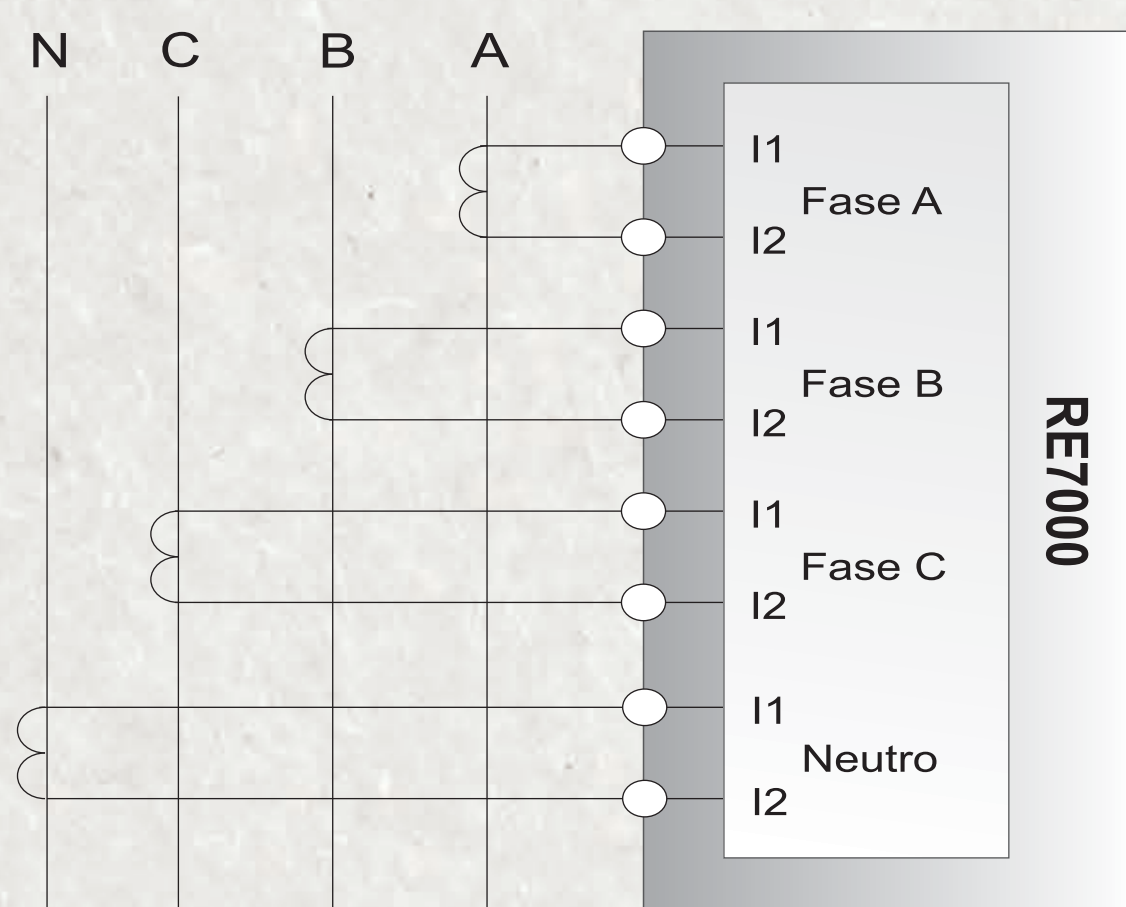 N C B A
I1
Fase A
I2
I1
Fase B
I2
I1
Fase C
I2
I1
Neutro
I2
RE7000